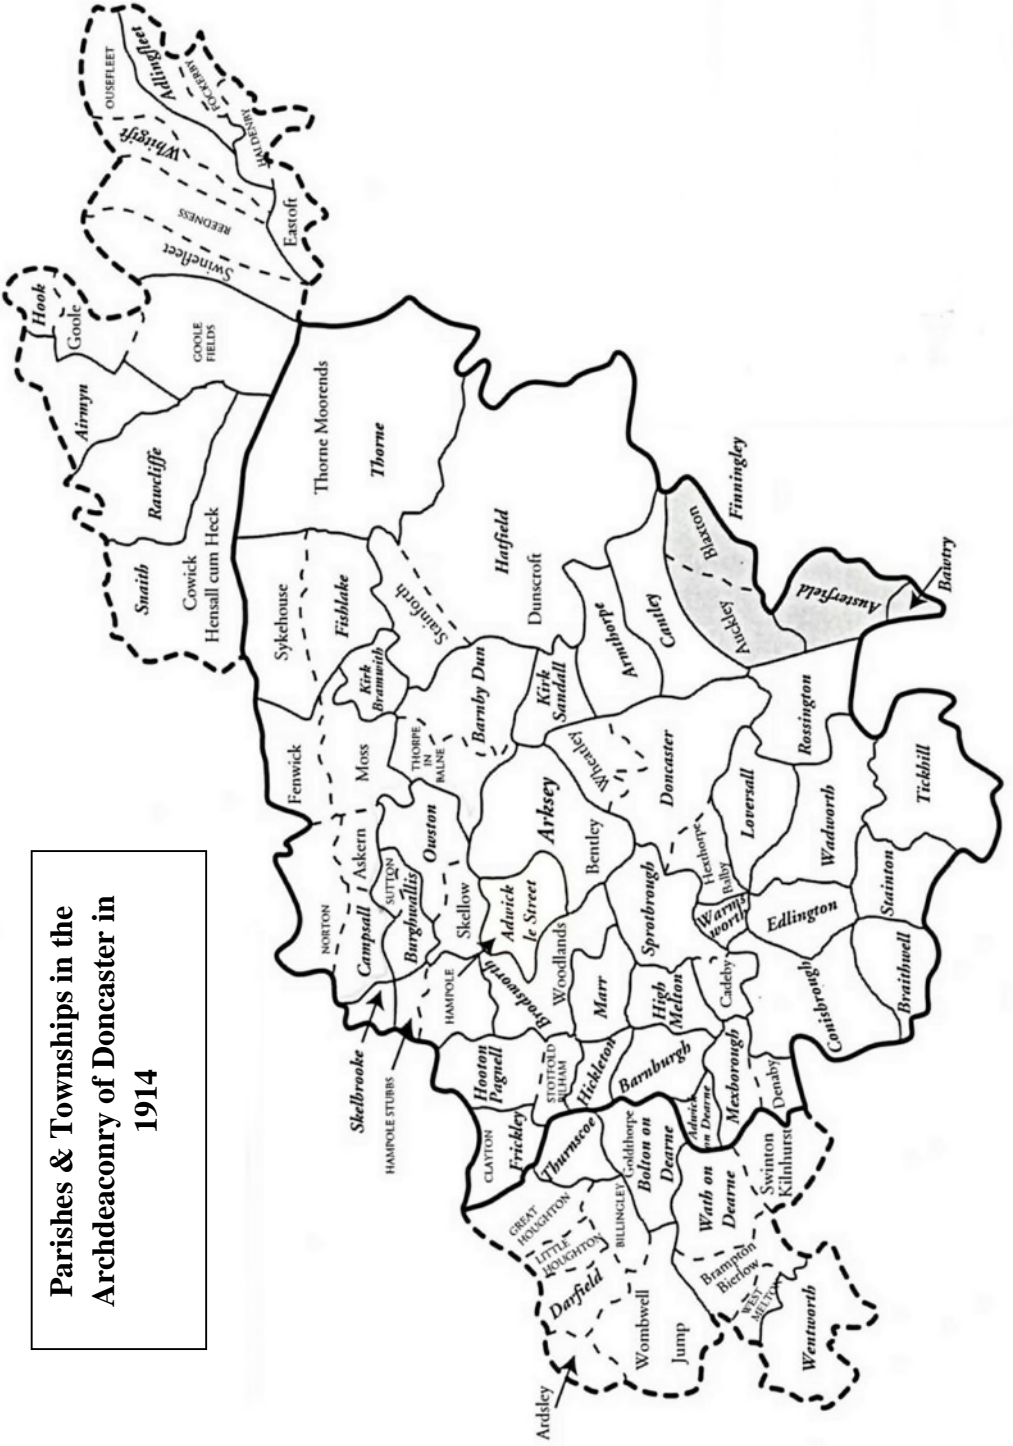 Parishes & Townships in the
Archdeaconry of Doncaster in
1914
OUSEFLEET
Adlingfleet
FOCKERBY
HALDENRY
Whitgift
REEDNESS
Eastoft
Swinefleet
Hook
Goole
GOOLE
FIELDS
Airmyn
Rawcliffe
Snaith
Cowick
Hensall cum Heck
Thorne Moorends
Thorne
Sykehouse
Fishlake
Stainforth
Hatfield
Dunscroft
Kirk
Bramwith
Fenwick
Moss
THORPE
IN
BALNE
Barnby Dun
Kirk
Sandall
Armthorpe
Cantley
Blaxton
Finningley
Auckley
Austerfield
Bawtry
NORTON
Askern
Campsall
SUTTON
Burghwallis
Owston
Skellow
Arksey
Bentley
Adwick
le Street
Woodlands
Wheatley
Doncaster
Hexthorpe
Balby
Loversall
Rossington
Wadworth
Tickhill
Stainton
Edlington
Warms
worth
Sprosbrough
Skelbrooke
HAMPOLE STUBBS
HAMPOLE
Brodsworth
Marr
High
Melton
Cadeby
Conisbrough
Braithwell
Hooton
Pagnell
STOTFOLD
BILHAM
Hickleton
Barnburgh
Adwick
on Dearne
Mexborough
Denaby
CLAYTON
Frickley
Thurnscoe
Goldthorpe
Bolton on
Dearne
Wath on
Dearne
Swinton
Kilnhurst
GREAT
HOUGHTON
LITTLE
HOUGHTON
BILLINGLEY
Darfield
Wombwell
Jump
Brampton
Bierlow
WEST
MELTON
Wentworth
Ardsley